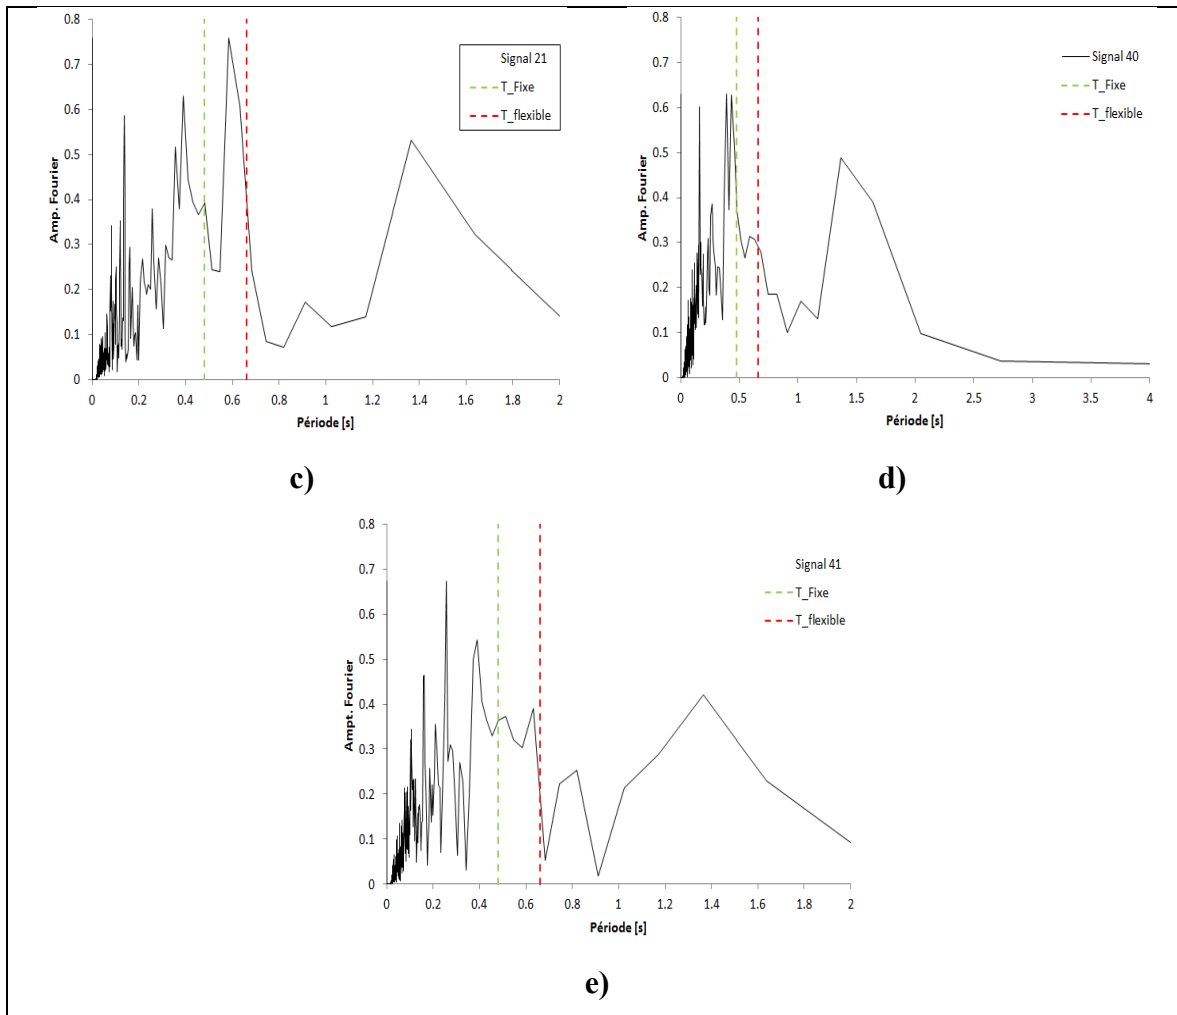 0.8
0.7
0.6
0.5
0.4
0.3
0.2
0.1
0
Amp. Fourier
0 0.2 0.4 0.6 0.8 1 1.2 1.4 1.6 1.8 2
Période [s]
Signal 21
T_Fixe
T_flexible
c)
0.8
0.7
0.6
0.5
0.4
0.3
0.2
0.1
0
Amp. Fourier
0 0.5 1 1.5 2 2.5 3 3.5 4
Période [s]
Signal 40
T_Fixe
T_flexible
d)
0.8
0.7
0.6
0.5
0.4
0.3
0.2
0.1
0
Ampt. Fourier
0 0.2 0.4 0.6 0.8 1 1.2 1.4 1.6 1.8 2
Période [s]
Signal 41
T_Fixe
T_flexible
e)